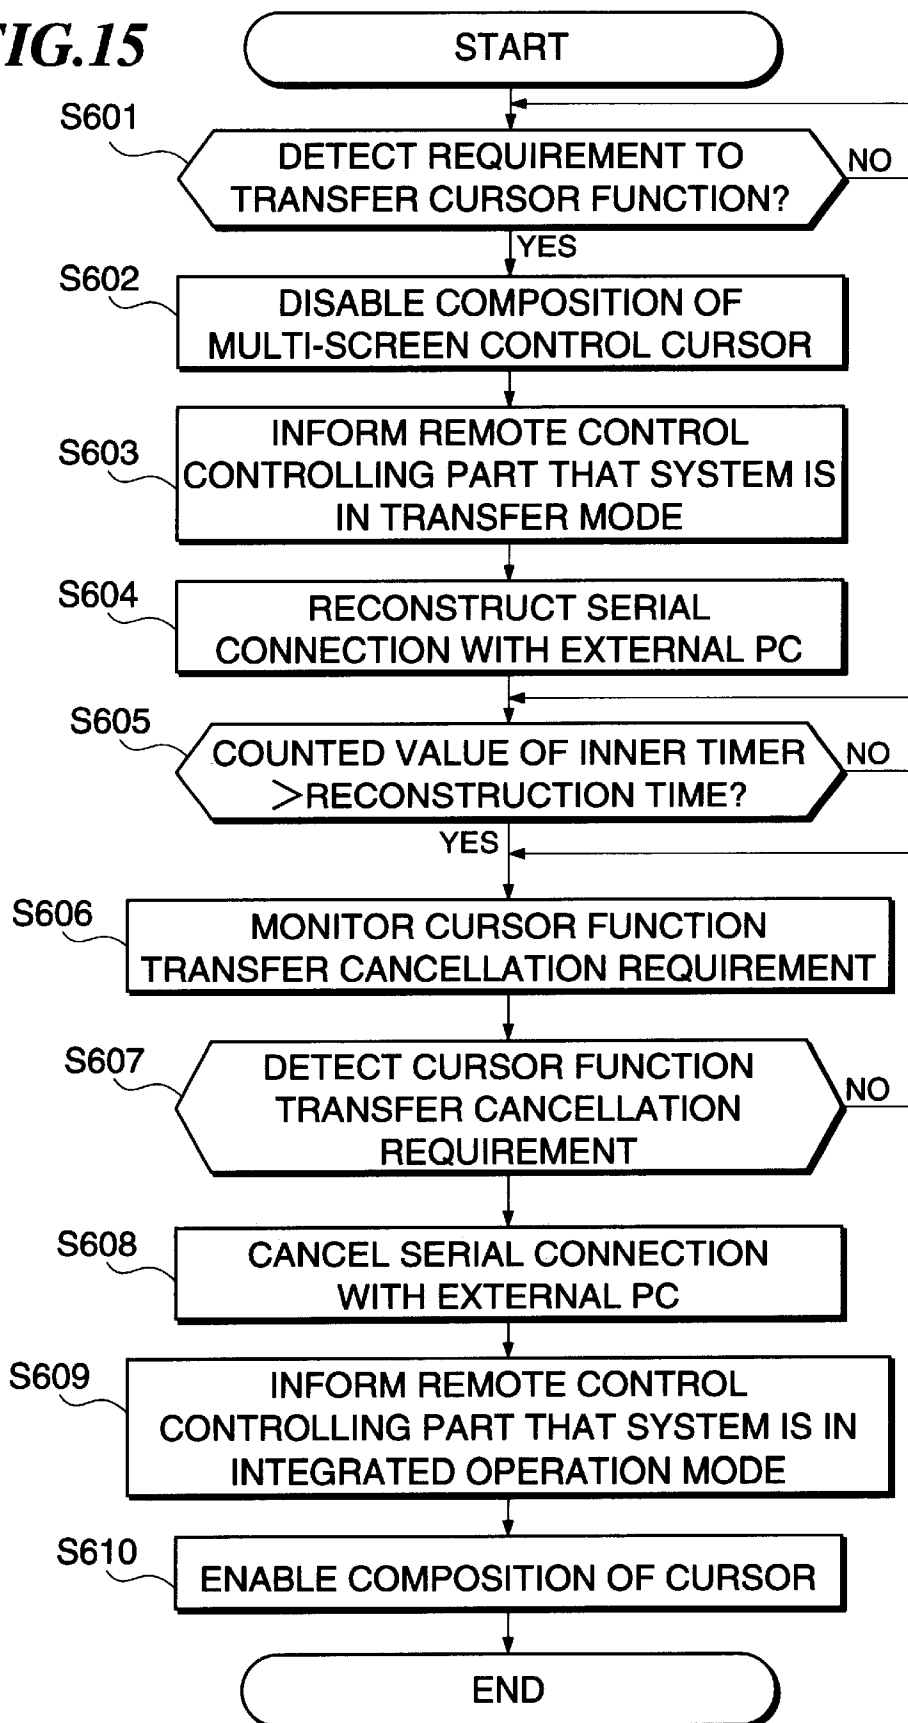 FIG.15
START
S601
DETECT REQUIREMENT TO
TRANSFER CURSOR FUNCTION?
NO
YES
S602
DISABLE COMPOSITION OF
MULTI-SCREEN CONTROL CURSOR
S603
INFORM REMOTE CONTROL
CONTROLLING PART THAT SYSTEM IS
IN TRANSFER MODE
S604
RECONSTRUCT SERIAL
CONNECTION WITH EXTERNAL PC
S605
COUNTED VALUE OF INNER TIMER
>RECONSTRUCTION TIME?
NO
YES
S606
MONITOR CURSOR FUNCTION
TRANSFER CANCELLATION REQUIREMENT
S607
DETECT CURSOR FUNCTION
TRANSFER CANCELLATION
REQUIREMENT
NO
S608
CANCEL SERIAL CONNECTION
WITH EXTERNAL PC
S609
INFORM REMOTE CONTROL
CONTROLLING PART THAT SYSTEM IS IN
INTEGRATED OPERATION MODE
S610
ENABLE COMPOSITION OF CURSOR
END